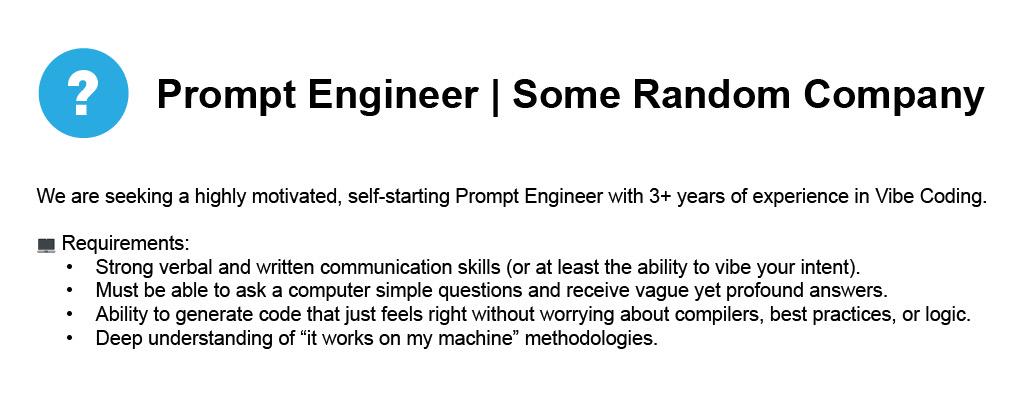 ?
Prompt Engineer | Some Random Company
We are seeking a highly motivated, self-starting Prompt Engineer with 3+ years of experience in Vibe Coding.
💻 Requirements:
• Strong verbal and written communication skills (or at least the ability to vibe your intent).
• Must be able to ask a computer simple questions and receive vague yet profound answers.
• Ability to generate code that just feels right without worrying about compilers, best practices, or logic.
• Deep understanding of “it works on my machine” methodologies.